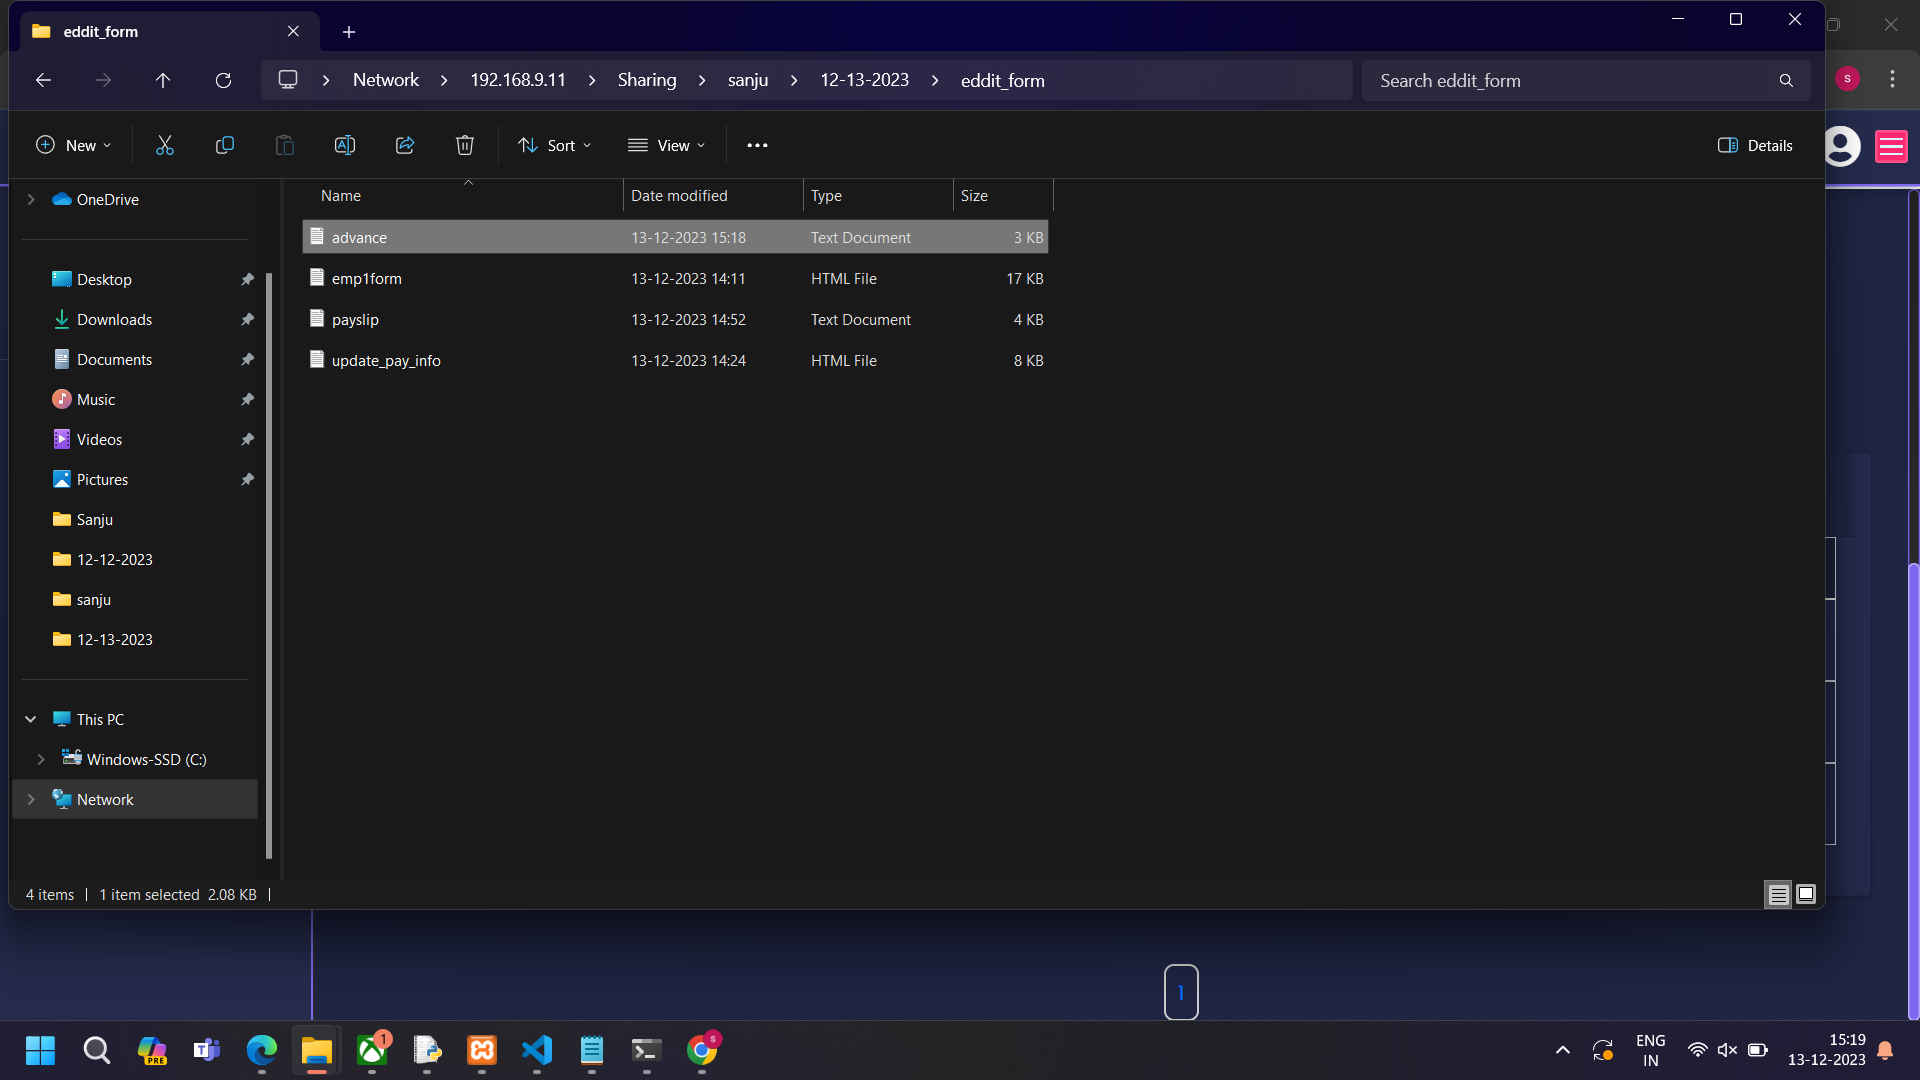 eddit_form
Network
192.168.9.11
Sharing
sanju
12-13-2023
eddit_form
Search eddit_form
S
New
Sort
View
Details
OneDrive
Name
Date modified
Type
Size
advance 13-12-2023 15:18 Text Document 3 KB
emp1form 13-12-2023 14:11 HTML File 17 KB
payslip 13-12-2023 14:52 Text Document 4 KB
update_pay_info 13-12-2023 14:24 HTML File 8 KB
Desktop
Downloads
Documents
Music
Videos
Pictures
Sanju
12-12-2023
sanju
12-13-2023
This PC
Windows-SSD (C:)
Network
4 items
1 item selected 2.08 KB
1
PRE
T
1
S
ENG
IN
15:19
13-12-2023